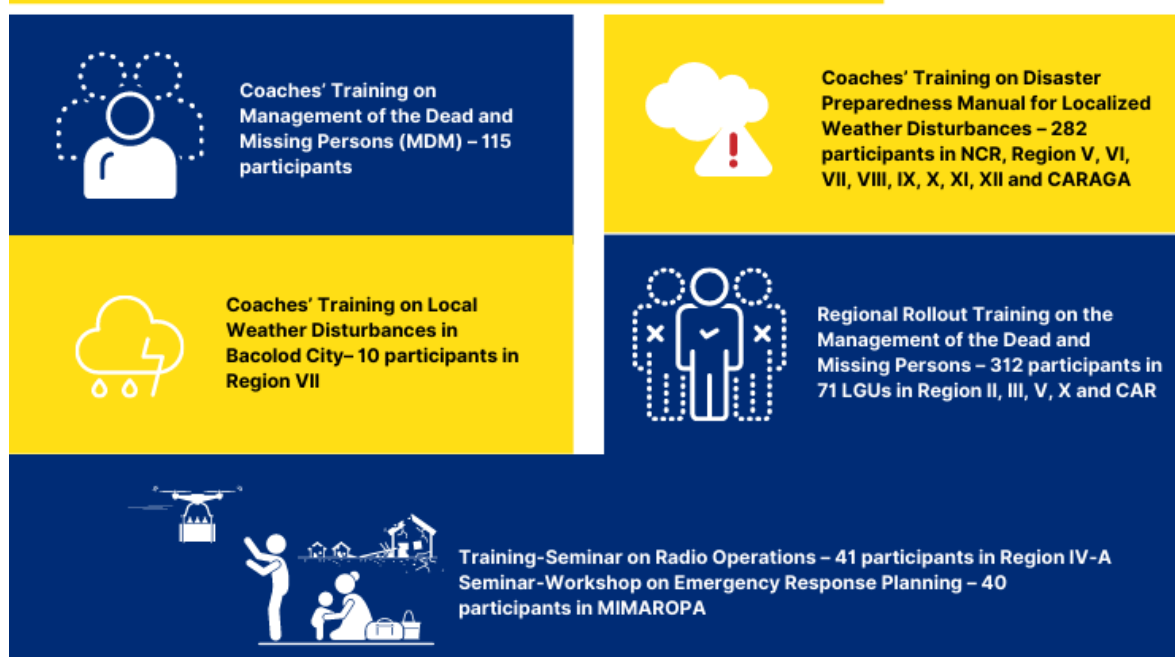 Coaches' Training on
Management of the Dead and
Missing Persons (MDM) – 115
participants
Coaches' Training on Disaster
Preparedness Manual for Localized
Weather Disturbances – 282
participants in NCR, Region V, VI,
VII, VIII, IX, X, XI, XII and CARAGA
Coaches' Training on Local
Weather Disturbances in
Bacolod City– 10 participants in
Region VII
Regional Rollout Training on the
Management of the Dead and
Missing Persons – 312 participants in
71 LGUs in Region II, III, V, X and CAR
Training-Seminar on Radio Operations – 41 participants in Region IV-A
Seminar-Workshop on Emergency Response Planning – 40
participants in MIMAROPA